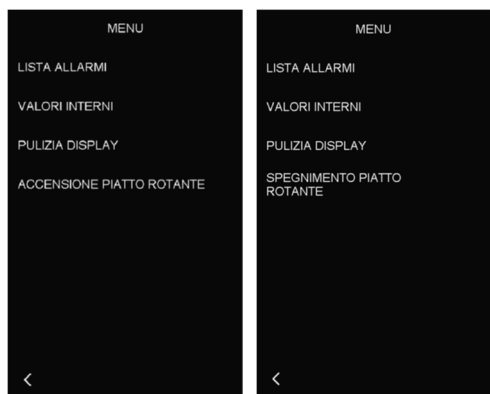 MENU
LISTA ALLARMI
VALORI INTERNI
PULIZIA DISPLAY
ACCENSIONE PIATTO ROTANTE
MENU
LISTA ALLARMI
VALORI INTERNI
PULIZIA DISPLAY
SPEGNIMENTO PIATTO
ROTANTE